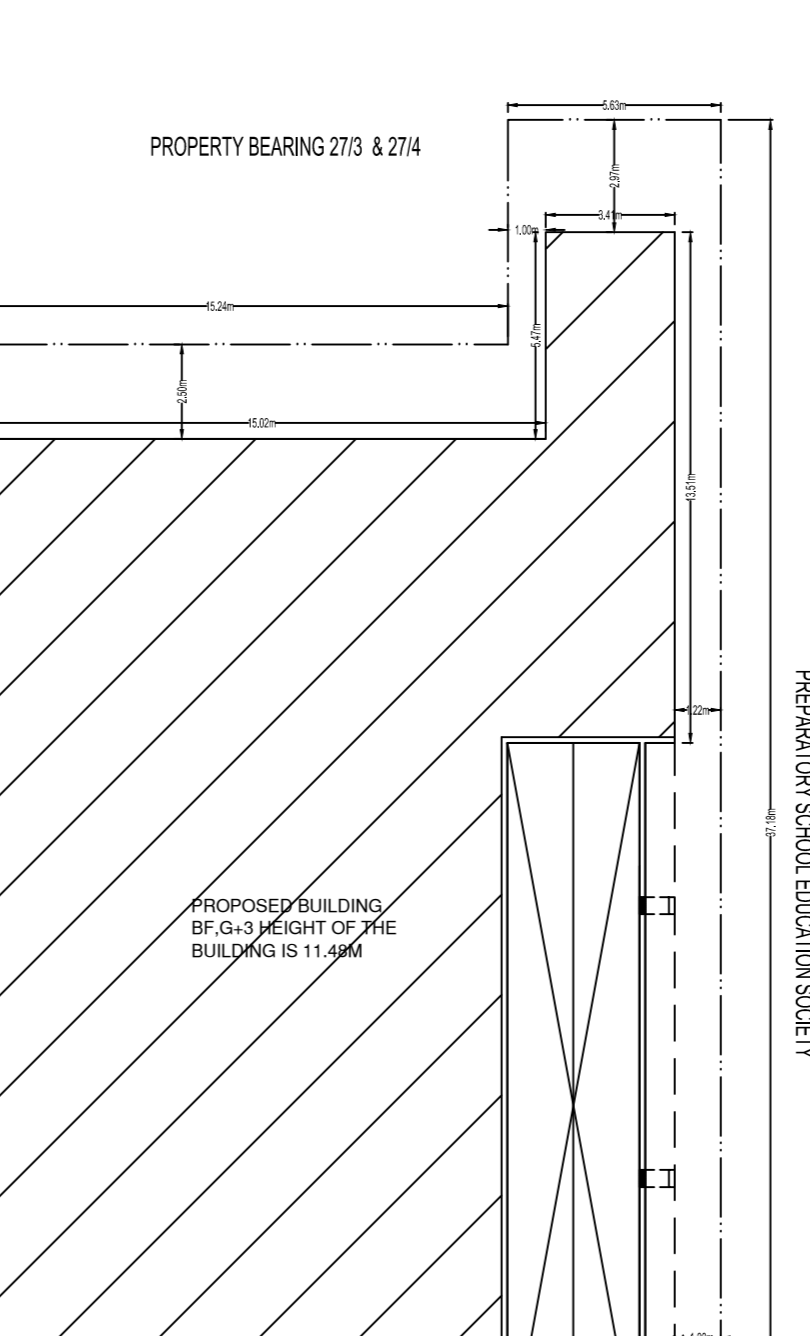 5.63m
PROPERTY BEARING 27/3 & 27/4
2.97m
3.41m
1.00m
15.24m
5.47m
2.50m
15.02m
13.51m
1.22m
PREPARATORY SCHOOL EDUCATION SOCIETY
37.18m
PROPOSED BUILDING
BF,G+3 HEIGHT OF THE
BUILDING IS 11.48M